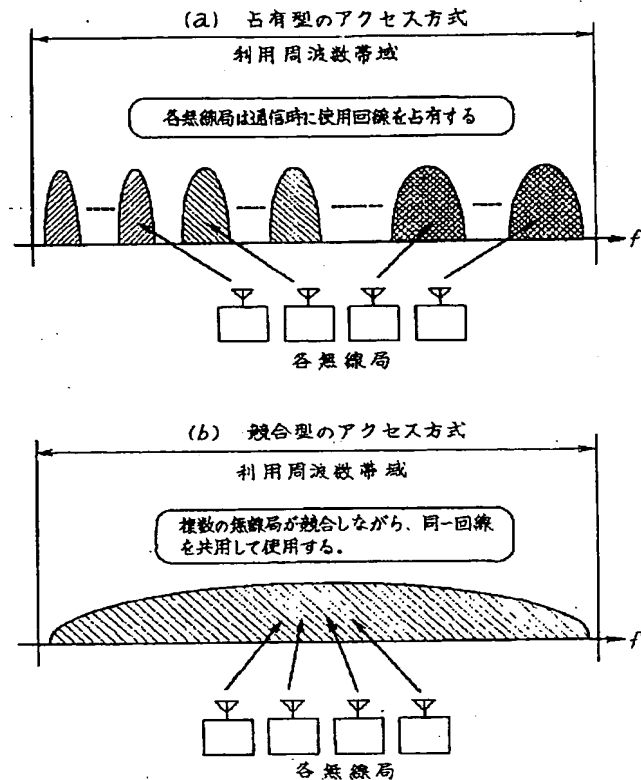 (a) 占有型のアクセス方式
利用周波数帯域
各無線局は通信時に使用回線を占有する
f
各無線局
(b) 競合型のアクセス方式
利用周波数帯域
複数の無線局が競合しながら、同一回線
を共用して使用する。
f
各無線局